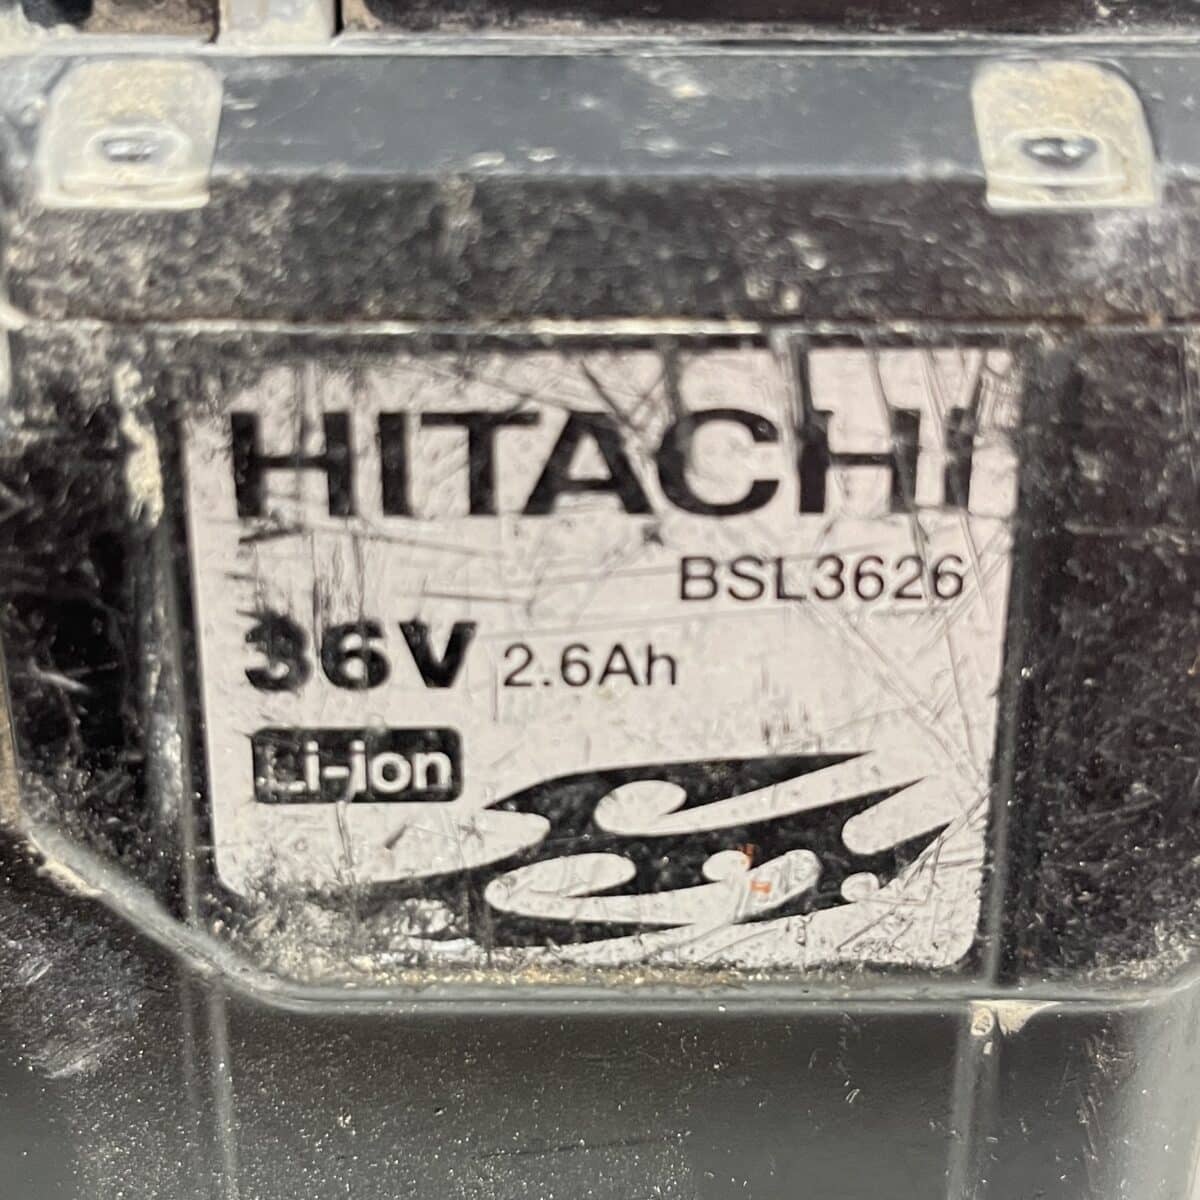 HITACHI
BSL3626
36V 2.6Ah
Li-ion